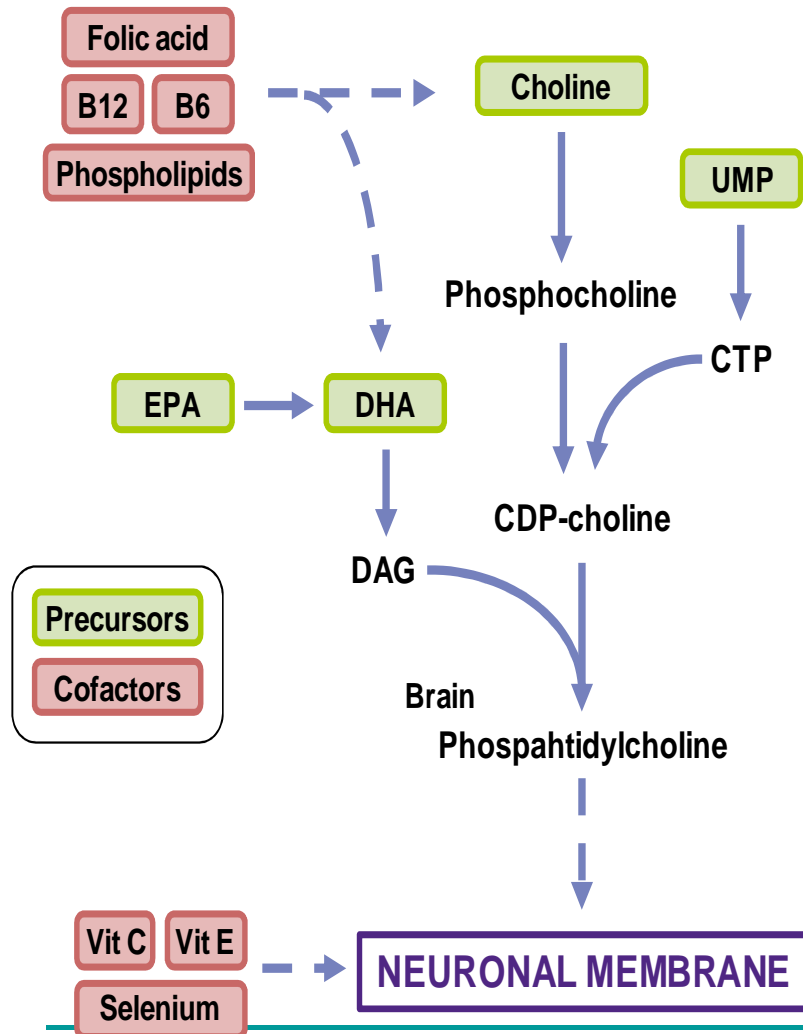 Folic acid
B12 B6
Phospholipids
Choline
UMP
Phosphocholine
CTP
EPA
DHA
CDP-choline
DAG
Precursors
Cofactors
Brain
Phospahtidylcholine
Vit C Vit E
Selenium
NEURONAL MEMBRANE